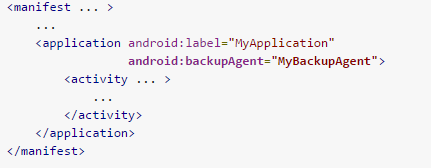 <manifest ... >
    ...
    <application android:label="MyApplication"
                 android:backupAgent="MyBackupAgent">
        <activity ... >
            ...
        </activity>
    </application>
</manifest>